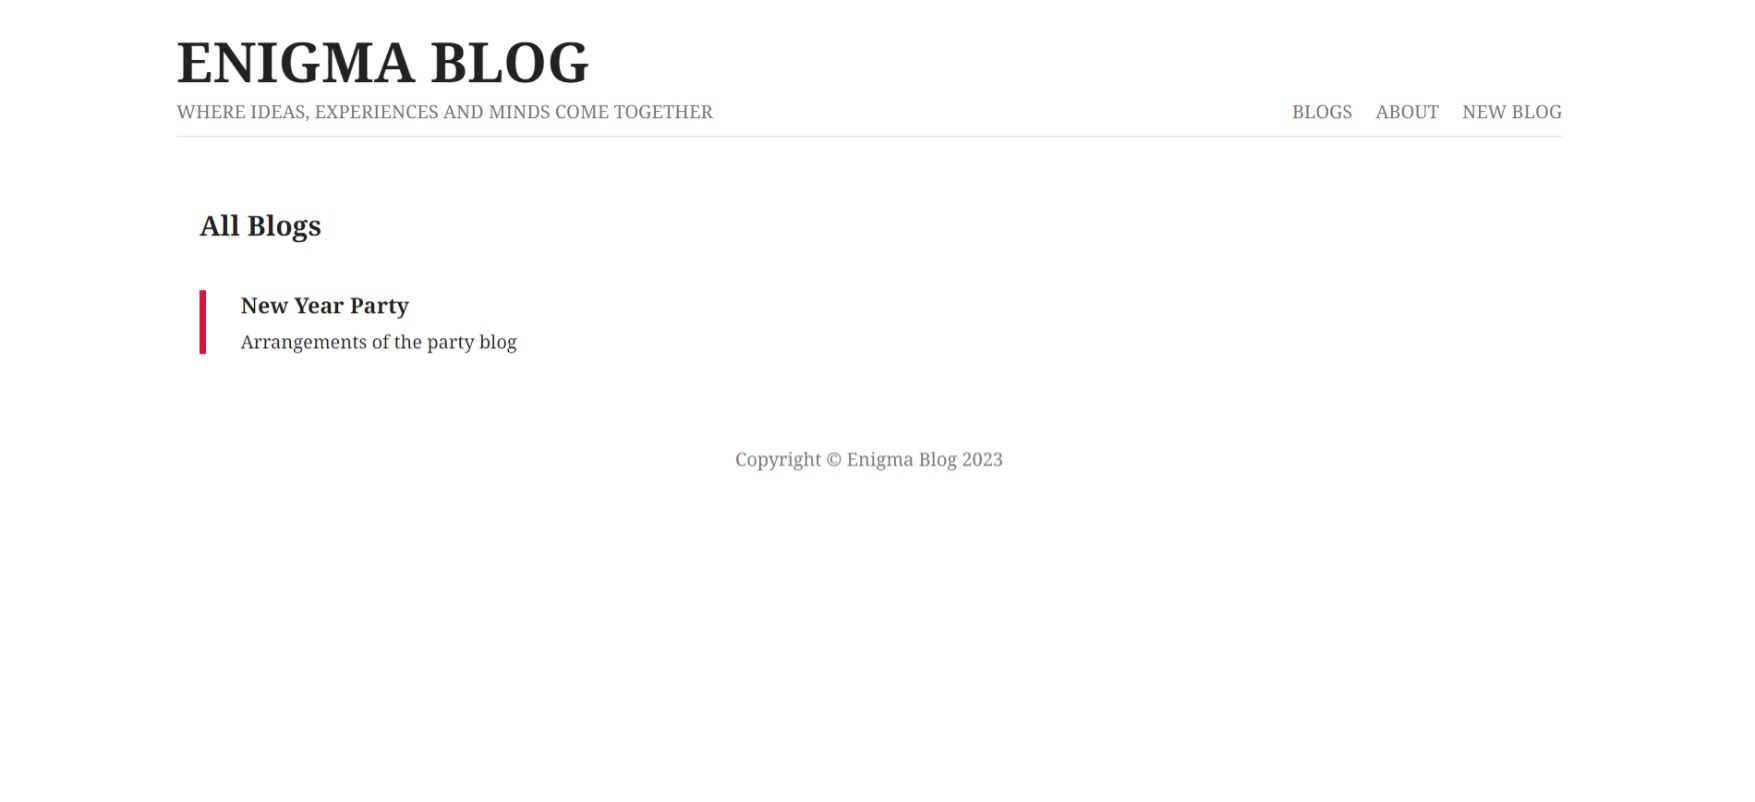 ENIGMA BLOG
WHERE IDEAS, EXPERIENCES AND MINDS COME TOGETHER
BLOGS ABOUT NEW BLOG
All Blogs
New Year Party
Arrangements of the party blog
Copyright © Enigma Blog 2023